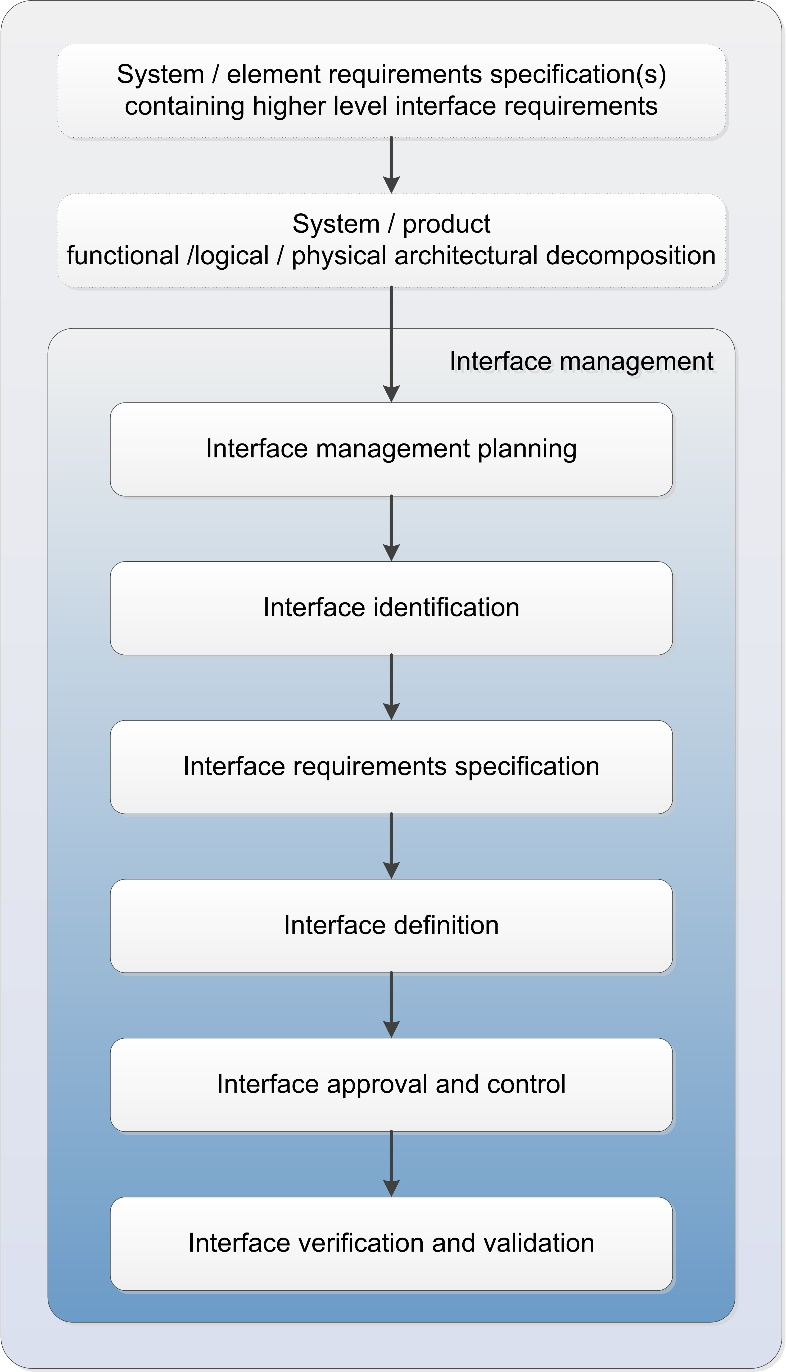 System / element requirements specification(s)
containing higher level interface requirements
System / product
functional /logical / physical architectural decomposition
Interface management
Interface management planning
Interface identification
Interface requirements specification
Interface definition
Interface approval and control
Interface verification and validation